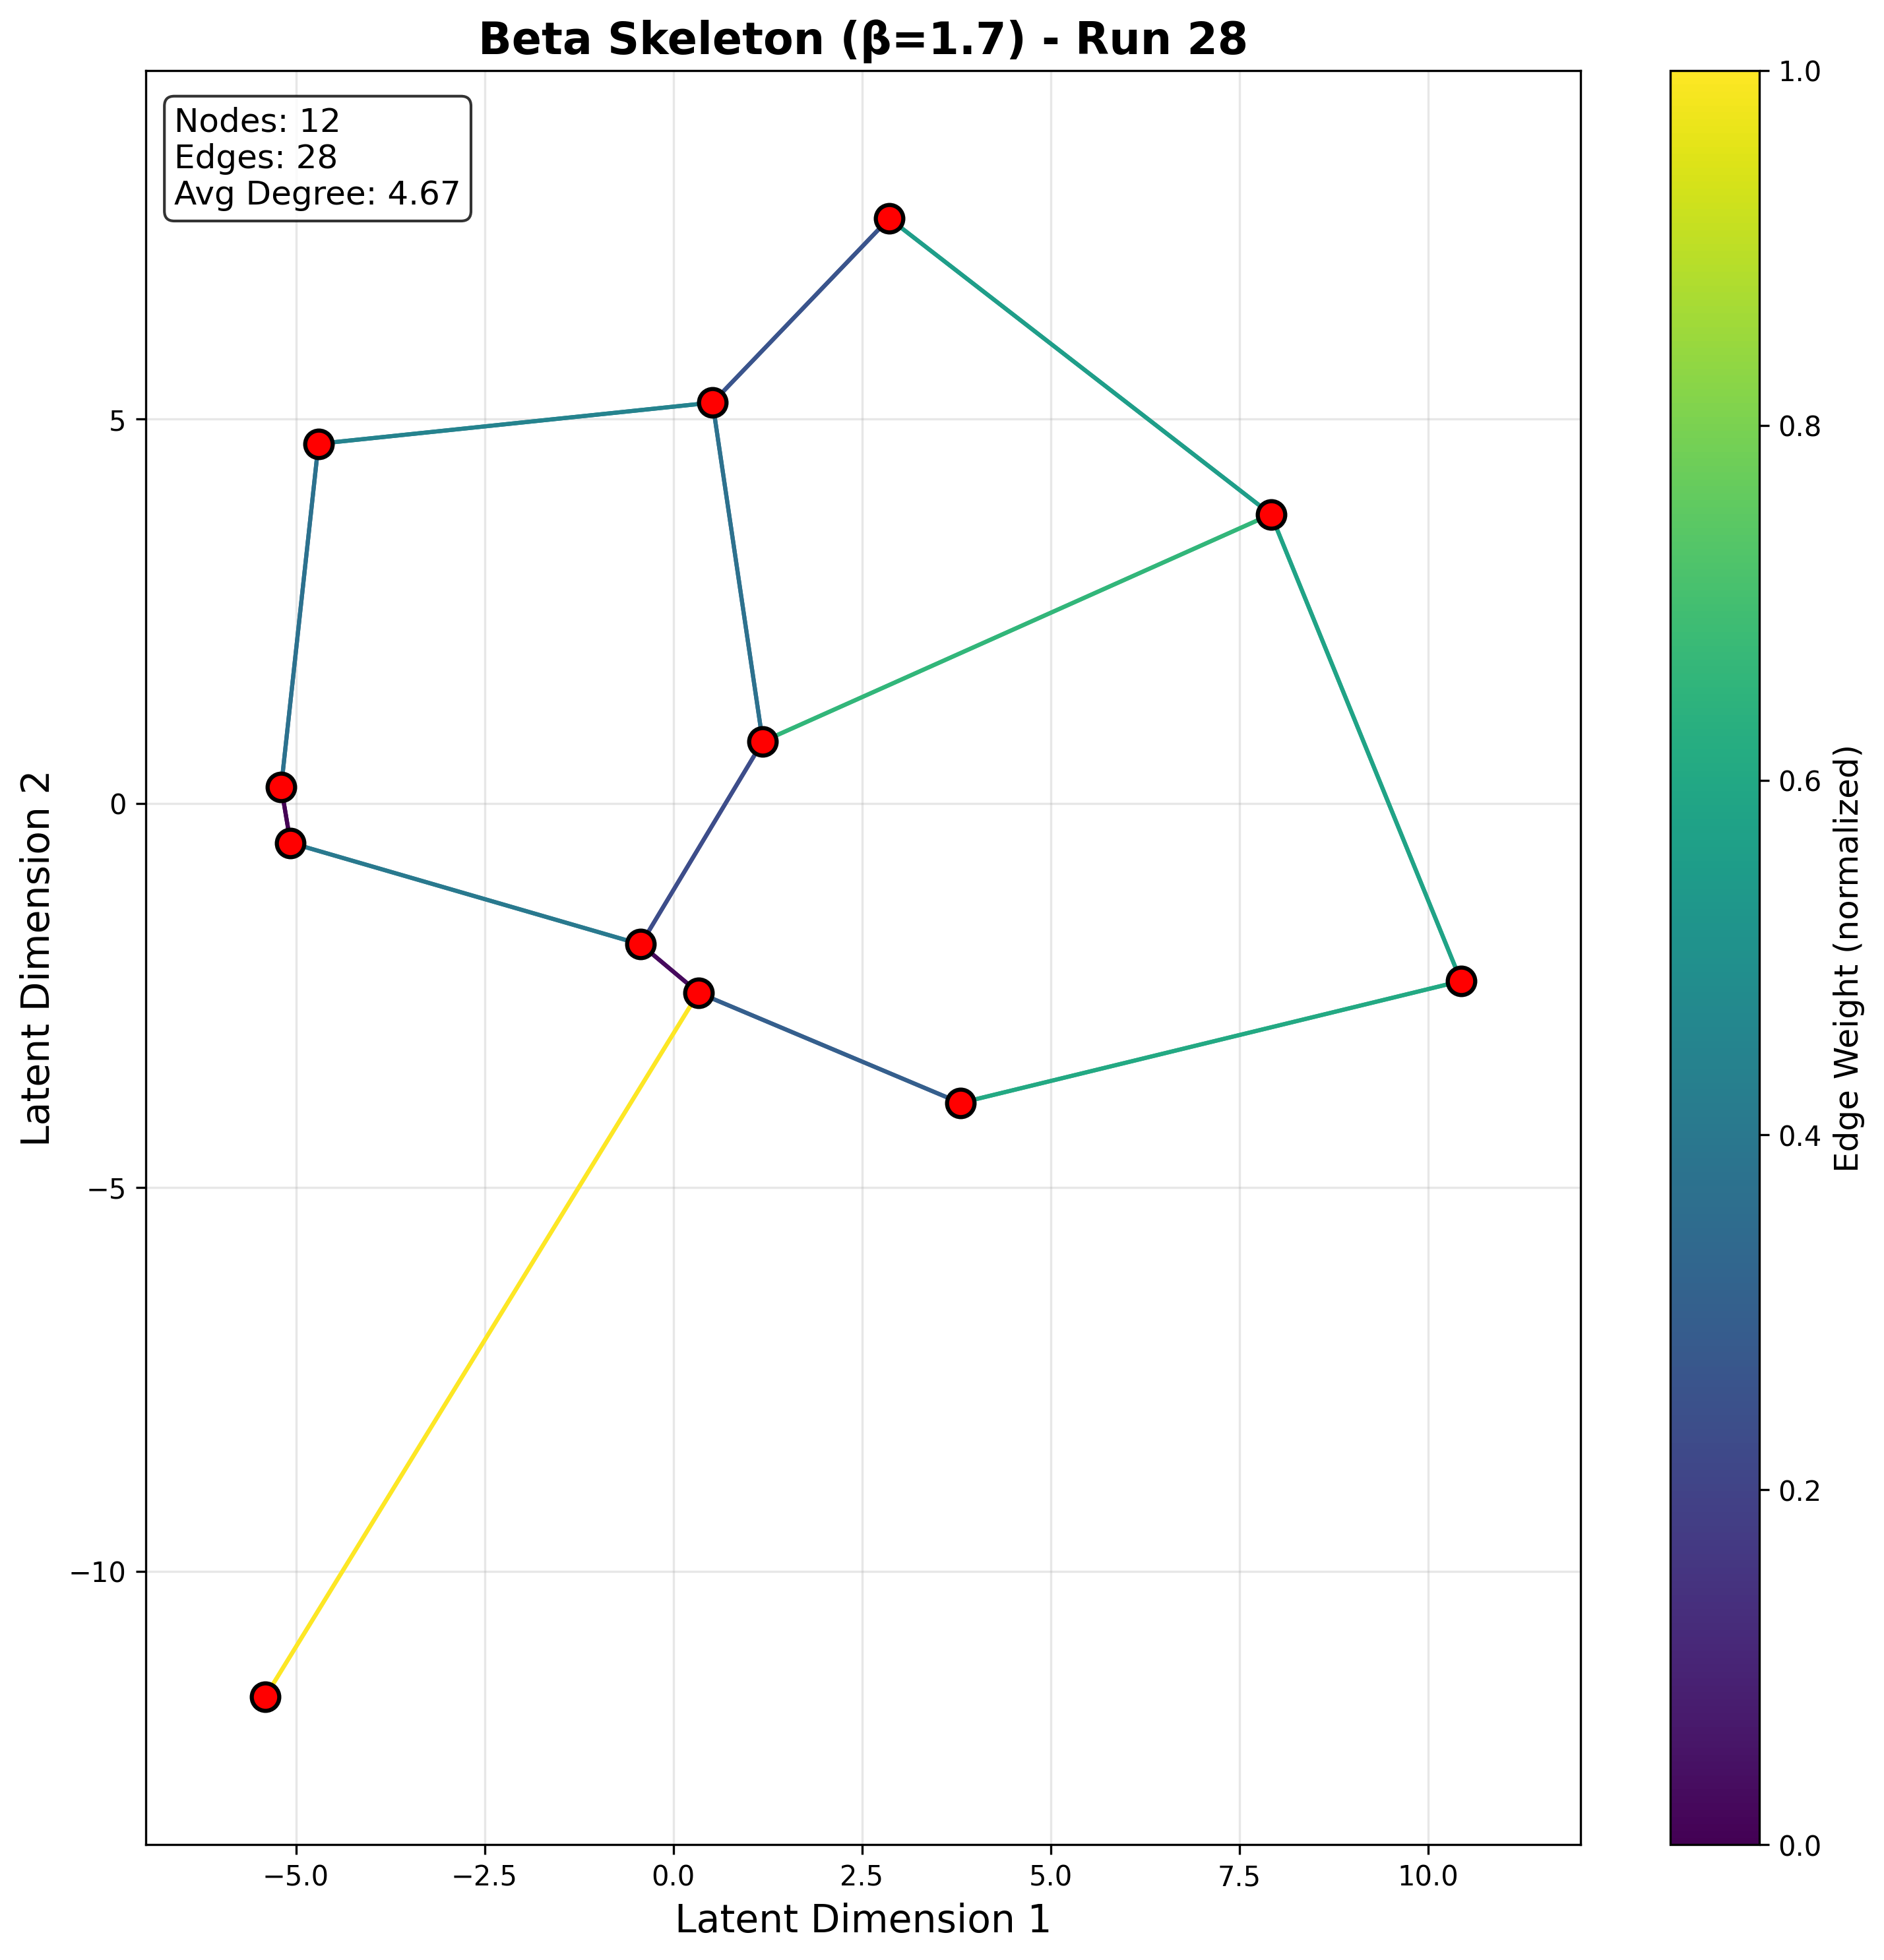 Beta Skeleton (β=1.7) - Run 28
Nodes: 12
Edges: 28
Avg Degree: 4.67
5
0
−5
−10
Latent Dimension 2
−5.0
−2.5
0.0
2.5
5.0
7.5
10.0
Latent Dimension 1
1.0
0.8
0.6
0.4
0.2
0.0
Edge Weight (normalized)